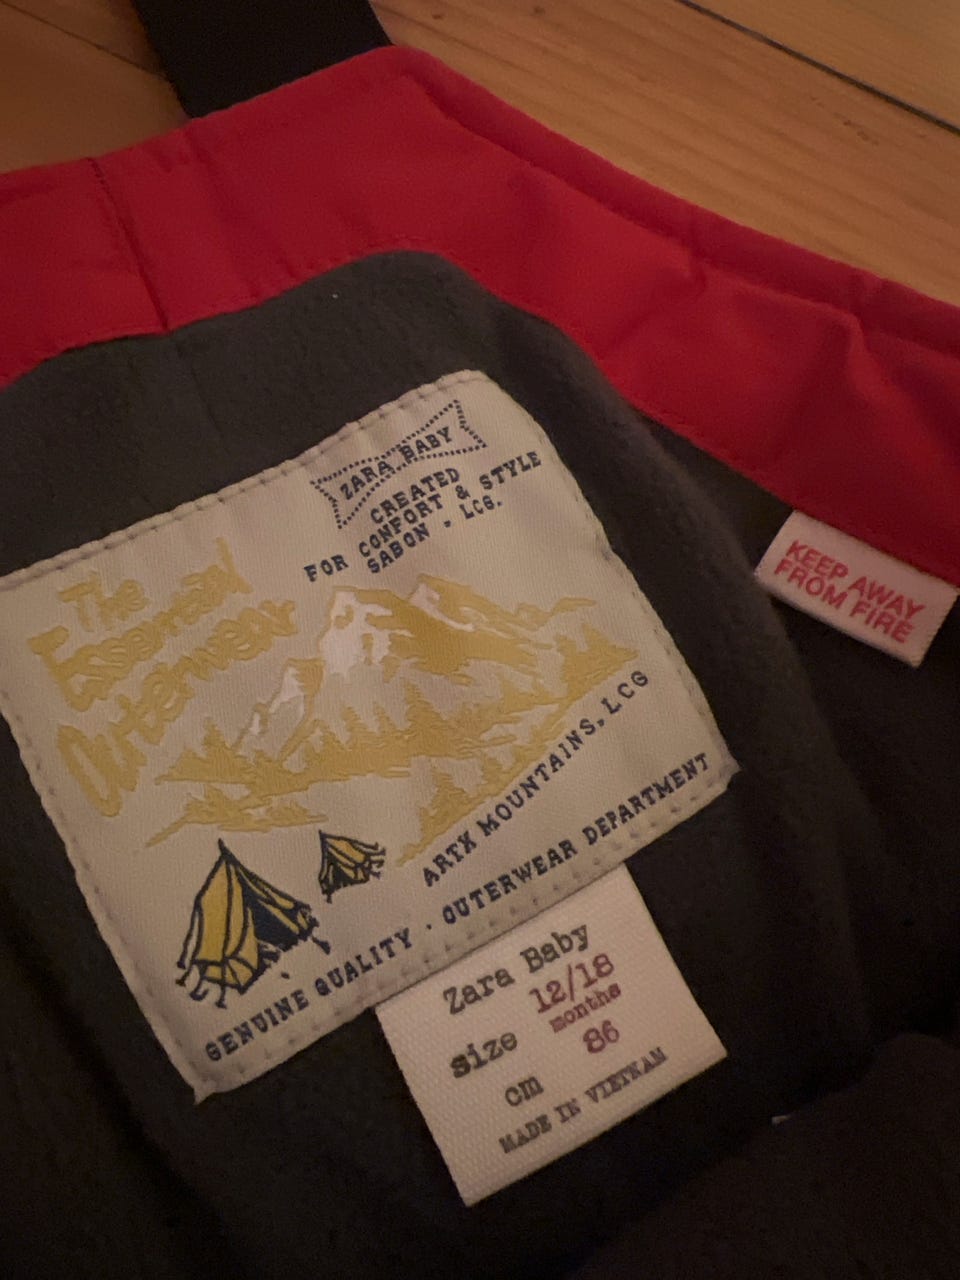 ZARA BABY
CREATED
FOR CONFORT & STYLE
SABON - LCG.
The
Essential
Outerwear
ARTX MOUNTAINS, LCG
GENUINE QUALITY · OUTERWEAR DEPARTMENT
KEEP AWAY
FROM FIRE
Zara Baby
size 12/18
months
cm 86
MADE IN VIETNAM